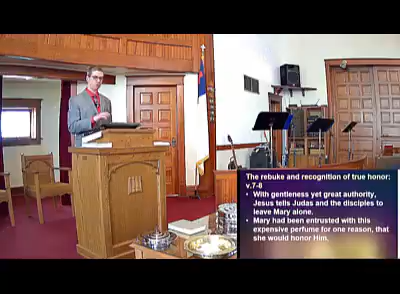 The rebuke and recognition of true honor:
v.7-8
• With gentleness yet great authority,
Jesus tells Judas and the disciples to
leave Mary alone.
• Mary had been entrusted with this
expensive perfume for one reason, that
she would honor Him.